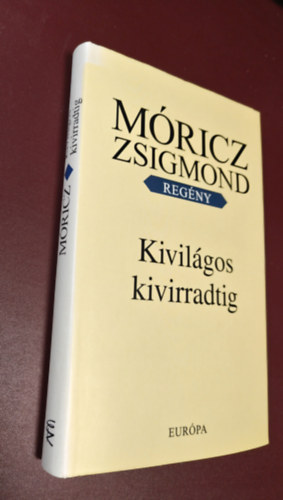 MÓRICZ
ZSIGMOND
REGÉNY
Kivilágos
kivirradtig
EURÓPA
MÓRICZ
kivirradtig